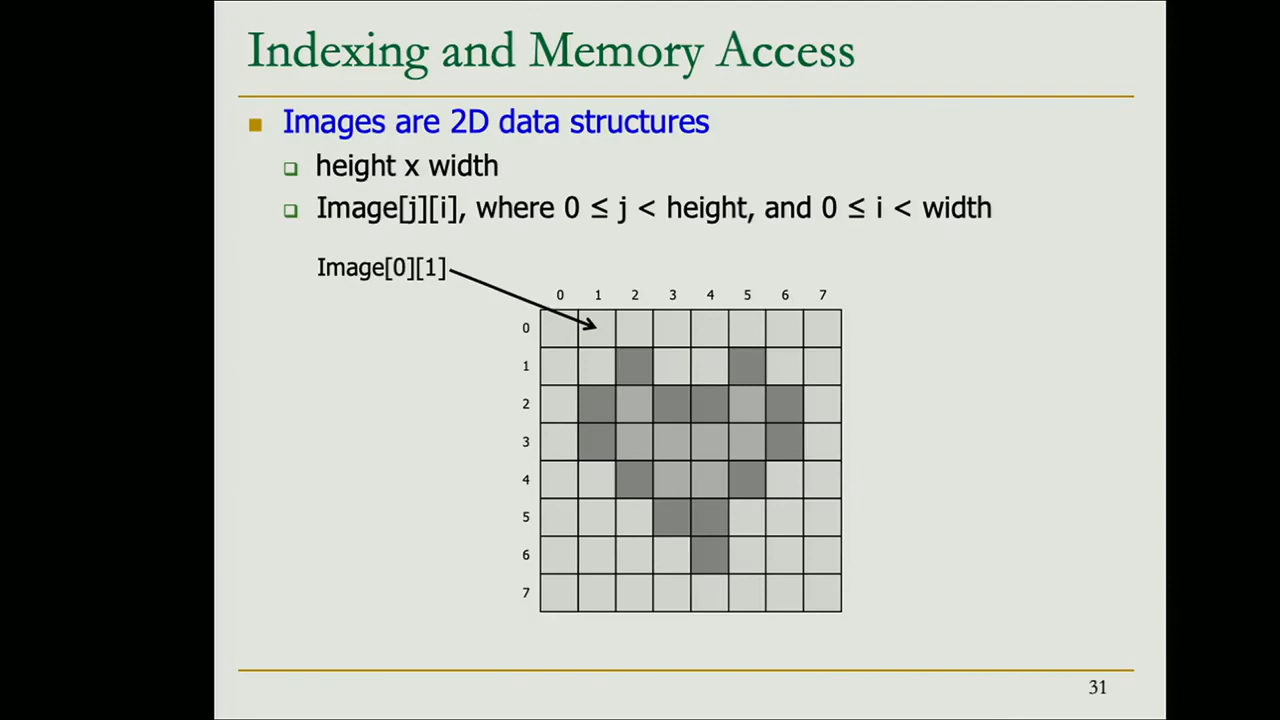 Indexing and Memory Access
Images are 2D data structures
height x width
Image[j][i], where 0 ≤ j < height, and 0 ≤ i < width
Image[0][1]
0 1 2 3 4 5 6 7
0
1
2
3
4
5
6
7
31